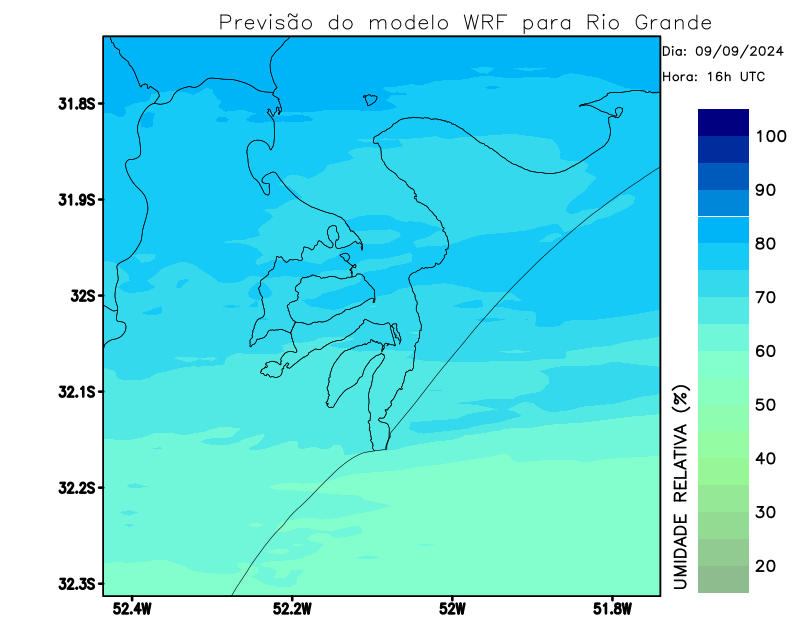 Previsão do modelo WRF para Rio Grande
Dia: 09/09/2024
Hora: 16h UTC
31.8S
31.9S
32S
32.1S
32.2S
32.3S
52.4W
52.2W
52W
51.8W
100
90
80
70
60
50
40
30
20
UMIDADE RELATIVA (%)